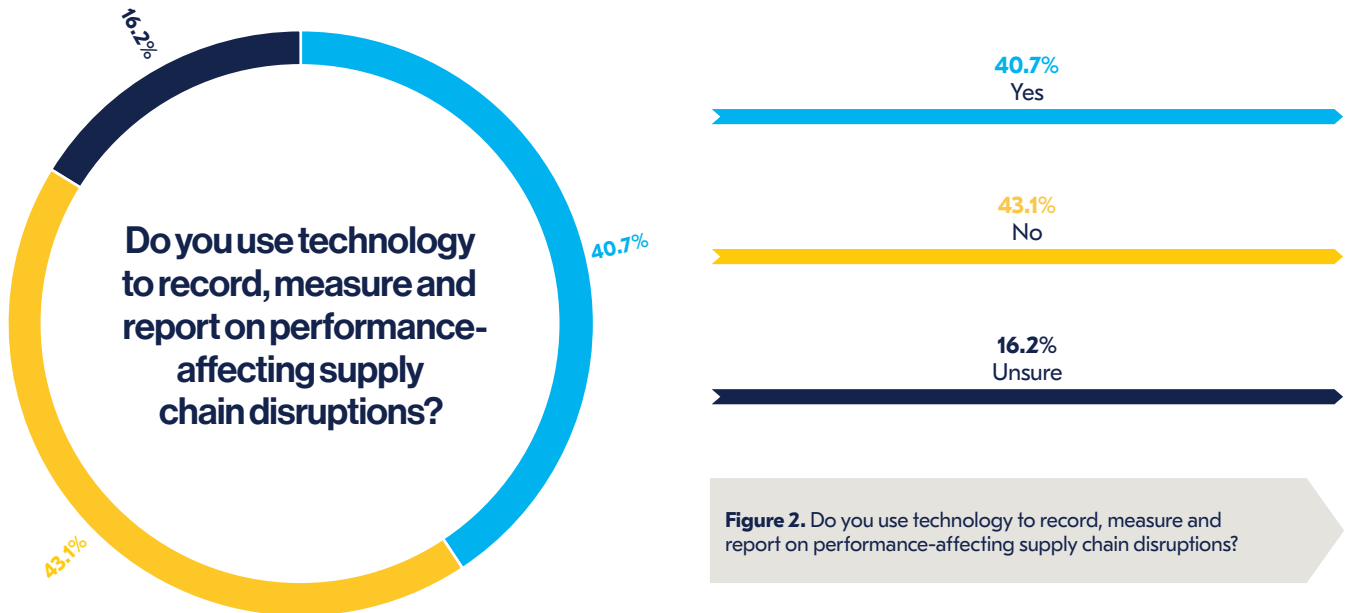 16.2%
40.7%
43.1%
Do you use technology
to record, measure and
report on performance-
affecting supply
chain disruptions?
40.7%
Yes
43.1%
No
16.2%
Unsure
Figure 2. Do you use technology to record, measure and
report on performance-affecting supply chain disruptions?